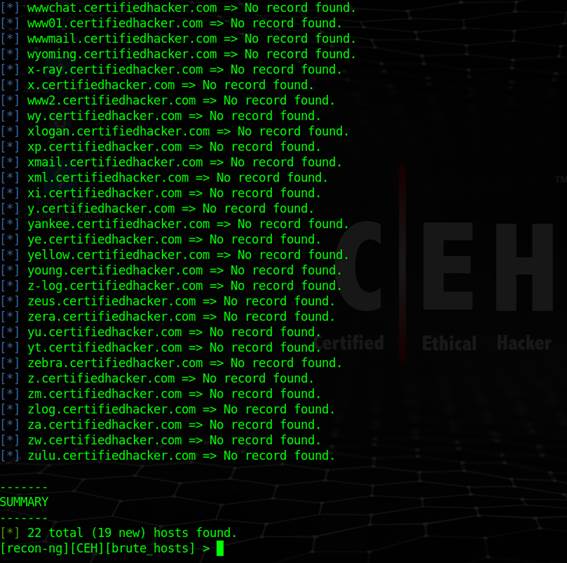 [*] wwwchat.certifiedhacker.com => No record found.
[*] www01.certifiedhacker.com => No record found.
[*] wwwmail.certifiedhacker.com => No record found.
[*] wyoming.certifiedhacker.com => No record found.
[*] x-ray.certifiedhacker.com => No record found.
[*] x.certifiedhacker.com => No record found.
[*] www2.certifiedhacker.com => No record found.
[*] wy.certifiedhacker.com => No record found.
[*] xlogan.certifiedhacker.com => No record found.
[*] xp.certifiedhacker.com => No record found.
[*] xmail.certifiedhacker.com => No record found.
[*] xml.certifiedhacker.com => No record found.
[*] xi.certifiedhacker.com => No record found.
[*] y.certifiedhacker.com => No record found.
[*] yankee.certifiedhacker.com => No record found.
[*] ye.certifiedhacker.com => No record found.
[*] yellow.certifiedhacker.com => No record found.
[*] young.certifiedhacker.com => No record found.
[*] z-log.certifiedhacker.com => No record found.
[*] zeus.certifiedhacker.com => No record found.
[*] zera.certifiedhacker.com => No record found.
[*] yu.certifiedhacker.com => No record found.
[*] yt.certifiedhacker.com => No record found.
[*] zebra.certifiedhacker.com => No record found.
[*] z.certifiedhacker.com => No record found.
[*] zm.certifiedhacker.com => No record found.
[*] zlog.certifiedhacker.com => No record found.
[*] za.certifiedhacker.com => No record found.
[*] zw.certifiedhacker.com => No record found.
[*] zulu.certifiedhacker.com => No record found.
-------
SUMMARY
-------
[*] 22 total (19 new) hosts found.
[recon-ng][CEH][brute_hosts] >
TM
C EH
Certified Ethical Hacker